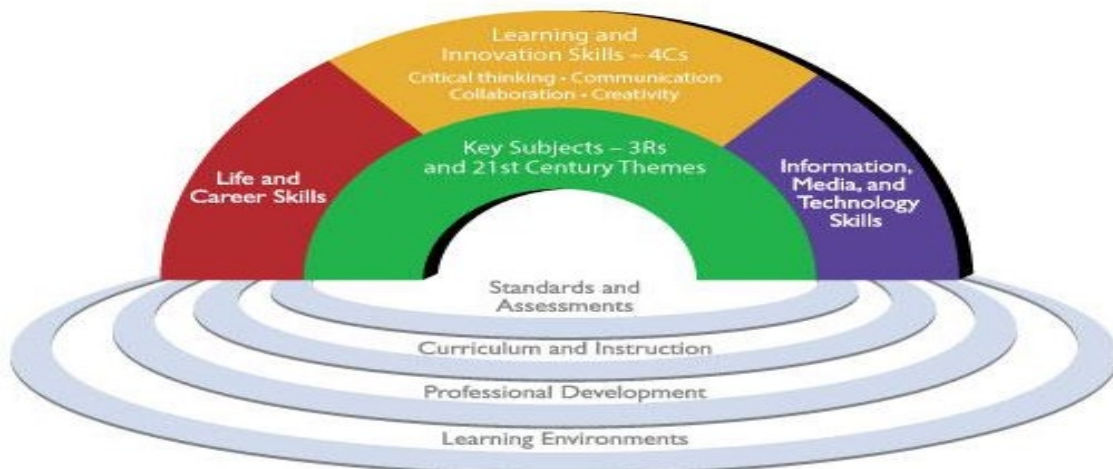 Learning and
Innovation Skills – 4Cs
Critical thinking • Communication
Collaboration • Creativity
Key Subjects – 3Rs
and 21st Century Themes
Life and
Career Skills
Information,
Media, and
Technology
Skills
Standards and
Assessments
Curriculum and Instruction
Professional Development
Learning Environments